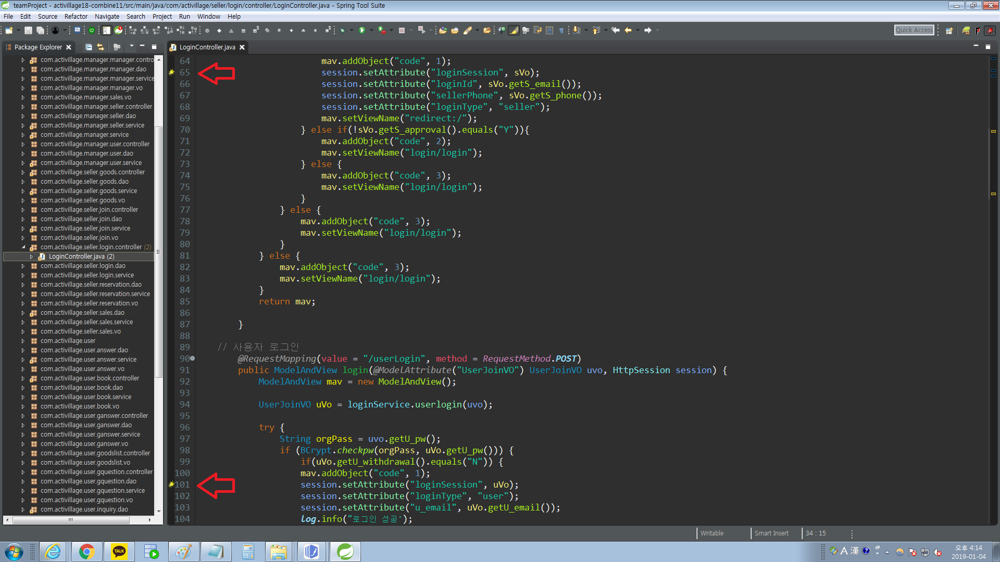 teamProject - activillage18-combine11/src/main/java/com/activillage/seller/login/controller/LoginController.java - Spring Tool Suite
File Edit Source Refactor Navigate Search Project Run Window Help
Quick Access
Package Explorer
LoginController.java
com.activillage.manager.manager.contro
com.activillage.manager.manager.dao
com.activillage.manager.manager.service
com.activillage.manager.manager.vo
com.activillage.manager.sales.vo
com.activillage.manager.seller.controller
com.activillage.manager.seller.dao
com.activillage.manager.seller.service
com.activillage.manager.service
com.activillage.manager.user.controller
com.activillage.manager.user.dao
com.activillage.manager.user.service
com.activillage.seller.goods.controller
com.activillage.seller.goods.dao
com.activillage.seller.goods.service
com.activillage.seller.goods.vo
com.activillage.seller.join.controller
com.activillage.seller.join.dao
com.activillage.seller.join.service
com.activillage.seller.join.vo
com.activillage.seller.login.controller (2)
LoginController.java (2)
com.activillage.seller.login.dao
com.activillage.seller.login.service
com.activillage.seller.reservation.dao
com.activillage.seller.reservation.service
com.activillage.seller.reservation.vo
com.activillage.seller.sales.dao
com.activillage.seller.sales.service
com.activillage.seller.sales.vo
com.activillage.user
com.activillage.user.answer.dao
com.activillage.user.answer.service
com.activillage.user.answer.vo
com.activillage.user.book.controller
com.activillage.user.book.dao
com.activillage.user.book.service
com.activillage.user.book.vo
com.activillage.user.ganswer.controller
com.activillage.user.ganswer.dao
com.activillage.user.ganswer.service
com.activillage.user.ganswer.vo
com.activillage.user.goodslist.controller
com.activillage.user.goodslist.vo
com.activillage.user.gquestion.controller
com.activillage.user.gquestion.dao
com.activillage.user.gquestion.service
com.activillage.user.gquestion.vo
com.activillage.user.inquiry.dao
64 mav.addObject("code", 1);
65 session.setAttribute("loginSession", sVo);
66 session.setAttribute("loginId", sVo.getS_email());
67 session.setAttribute("sellerPhone", sVo.getS_phone());
68 session.setAttribute("loginType", "seller");
69 mav.setViewName("redirect:/");
70 } else if(!sVo.getS_approval().equals("Y")){
71 mav.addObject("code", 2);
72 mav.setViewName("login/login");
73 } else {
74 mav.addObject("code", 3);
75 mav.setViewName("login/login");
76 }
77 } else {
78 mav.addObject("code", 3);
79 mav.setViewName("login/login");
80 }
81 } else {
82 mav.addObject("code", 3);
83 mav.setViewName("login/login");
84 }
85 return mav;
86
87 }
88
89 // 사용자 로그인
90 @RequestMapping(value = "/userLogin", method = RequestMethod.POST)
91 public ModelAndView login(@ModelAttribute("UserJoinVO") UserJoinVO uvo, HttpSession session) {
92 ModelAndView mav = new ModelAndView();
93
94 UserJoinVO uVo = loginService.userlogin(uvo);
95
96 try {
97 String orgPass = uvo.getU_pw();
98 if (BCrypt.checkpw(orgPass, uVo.getU_pw())) {
99 if(uVo.getU_withdrawal().equals("N")) {
100 mav.addObject("code", 1);
101 session.setAttribute("loginSession", uVo);
102 session.setAttribute("loginType", "user");
103 session.setAttribute("u_email", uVo.getU_email());
104 log.info("로그인 성공");
Writable Smart Insert 34 : 15
TALK
A 漢
오후 4:14
2019-01-04